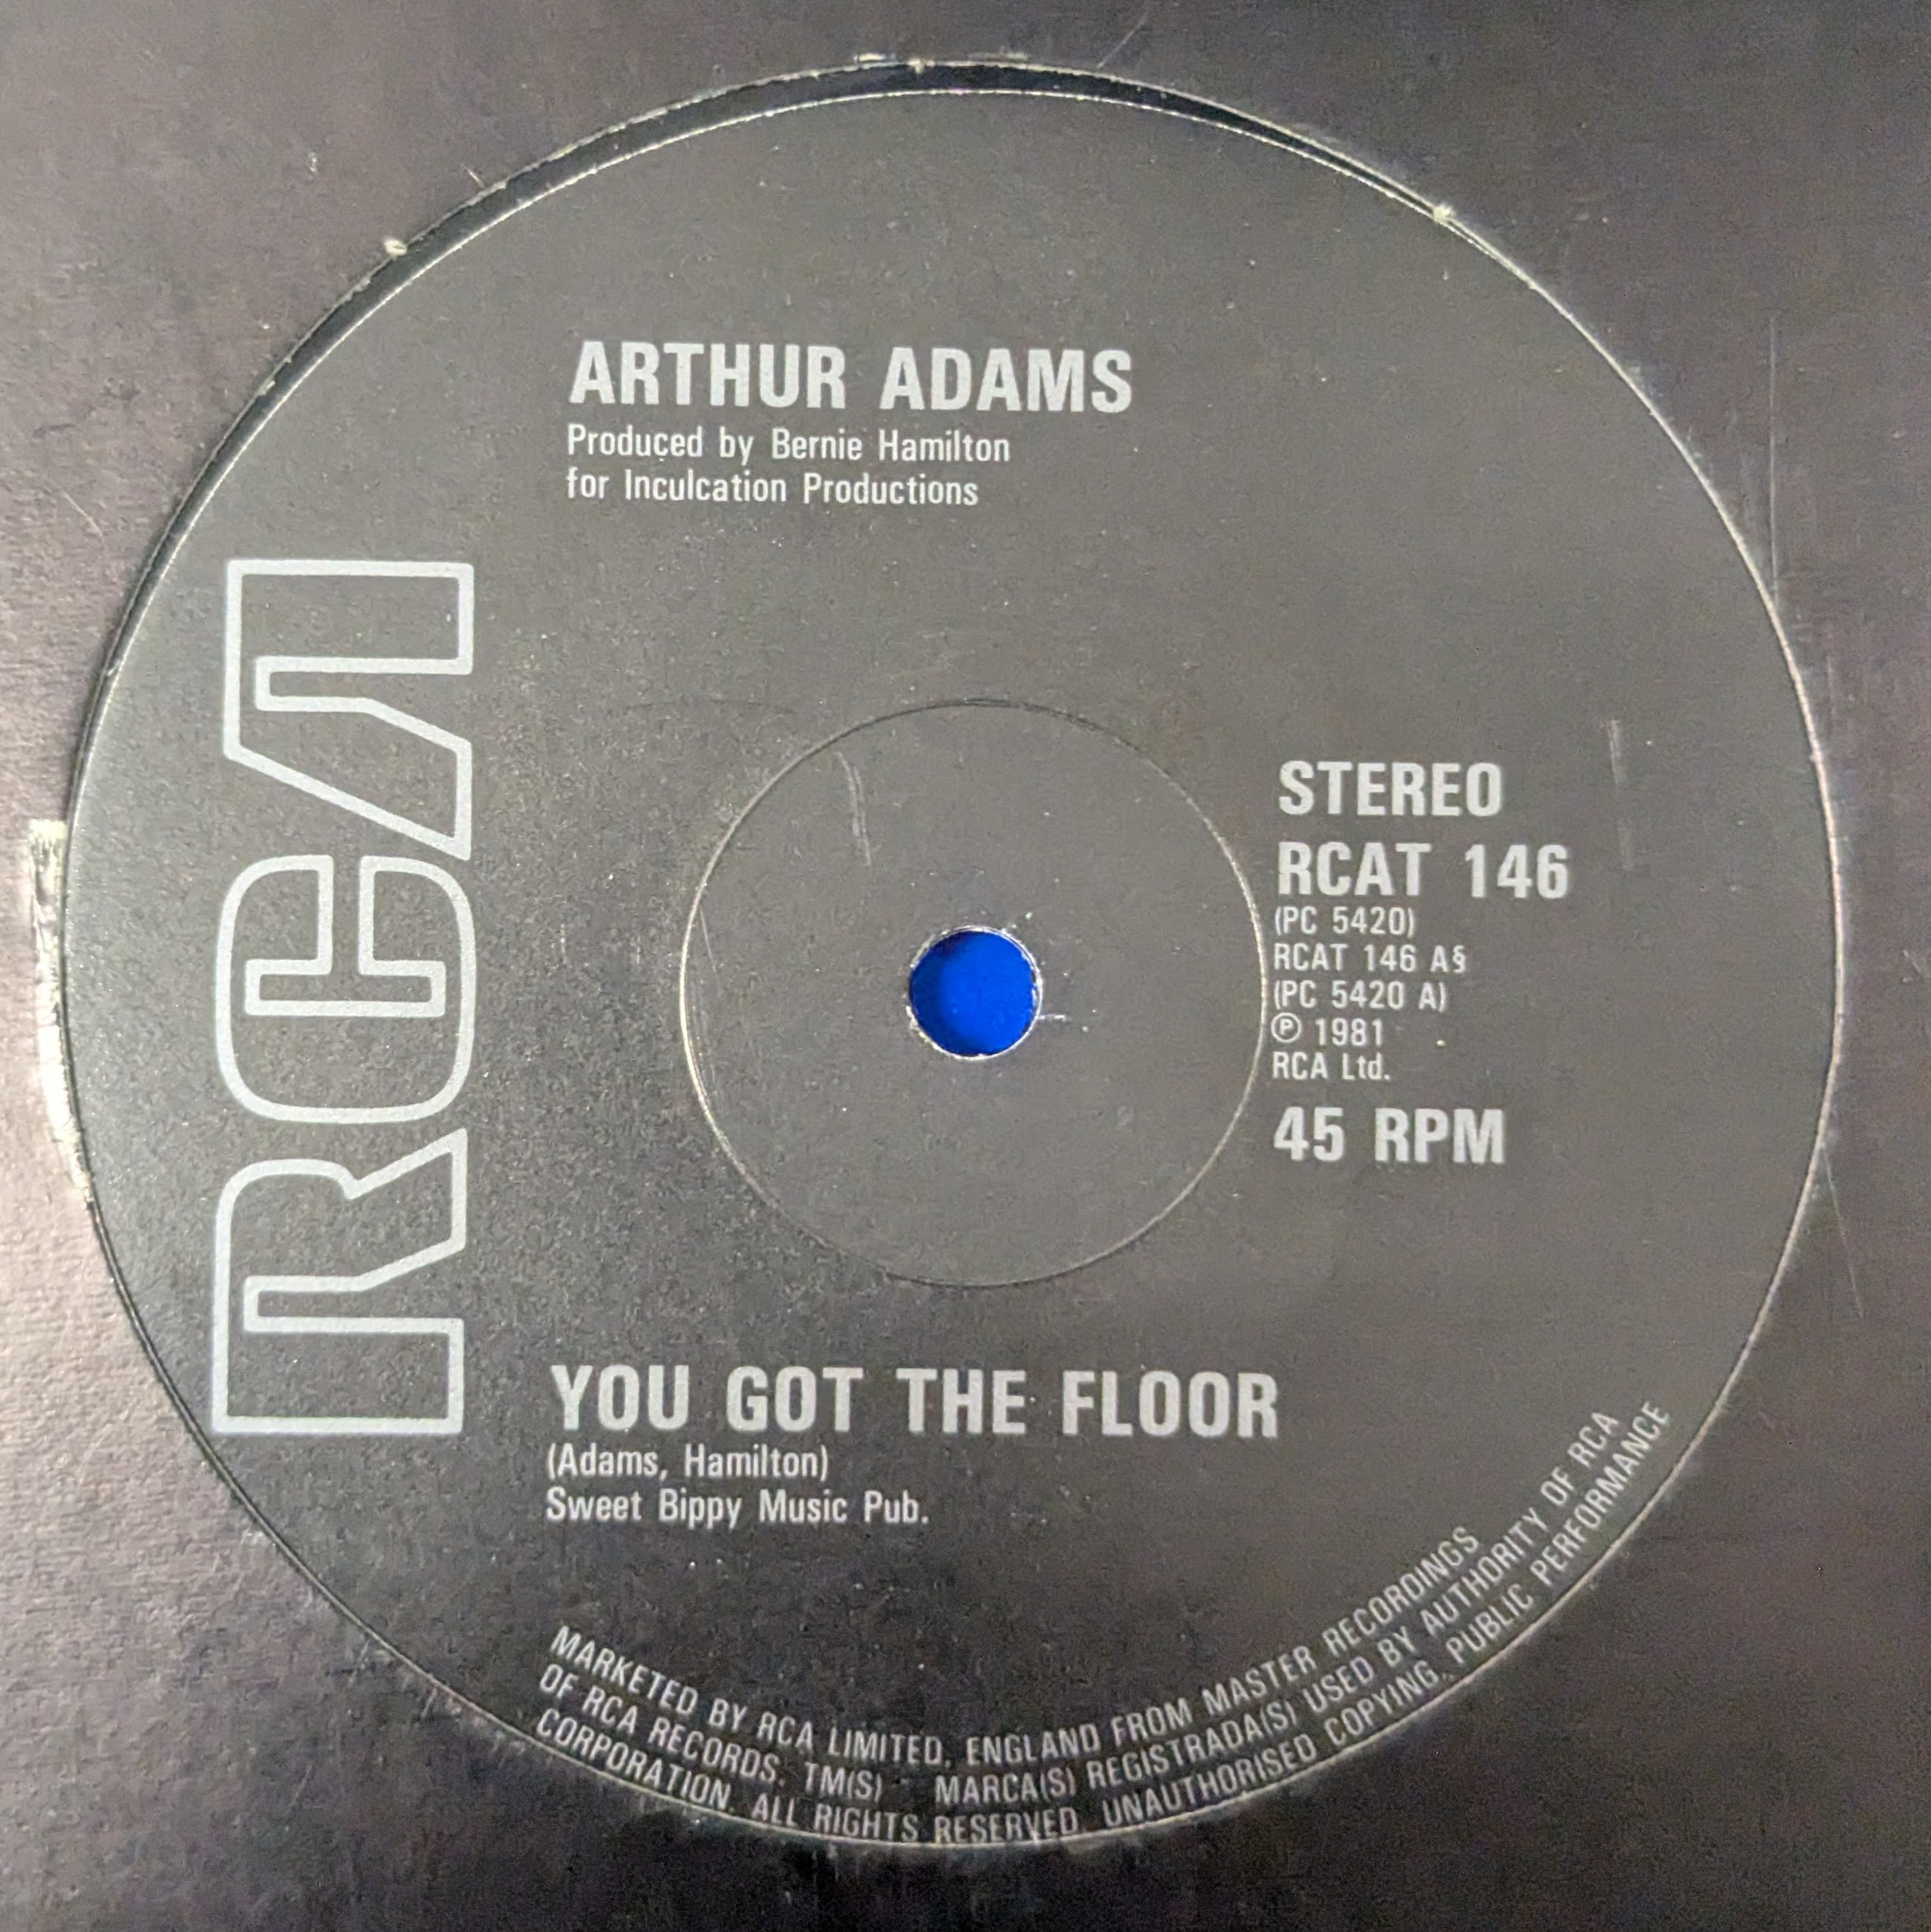 ARTHUR ADAMS
Produced by Bernie Hamilton
for Inculcation Productions
RCA
STEREO
RCAT 146
(PC 5420)
RCAT 146 A§
(PC 5420 A)
℗ 1981
RCA Ltd.
45 RPM
YOU GOT THE FLOOR
(Adams, Hamilton)
Sweet Bippy Music Pub.
MARKETED BY RCA LIMITED, ENGLAND FROM MASTER RECORDINGS
OF RCA RECORDS. TM(S) MARCA(S) REGISTRADA(S) USED BY AUTHORITY OF RCA
CORPORATION. ALL RIGHTS RESERVED. UNAUTHORISED COPYING, PUBLIC PERFORMANCE